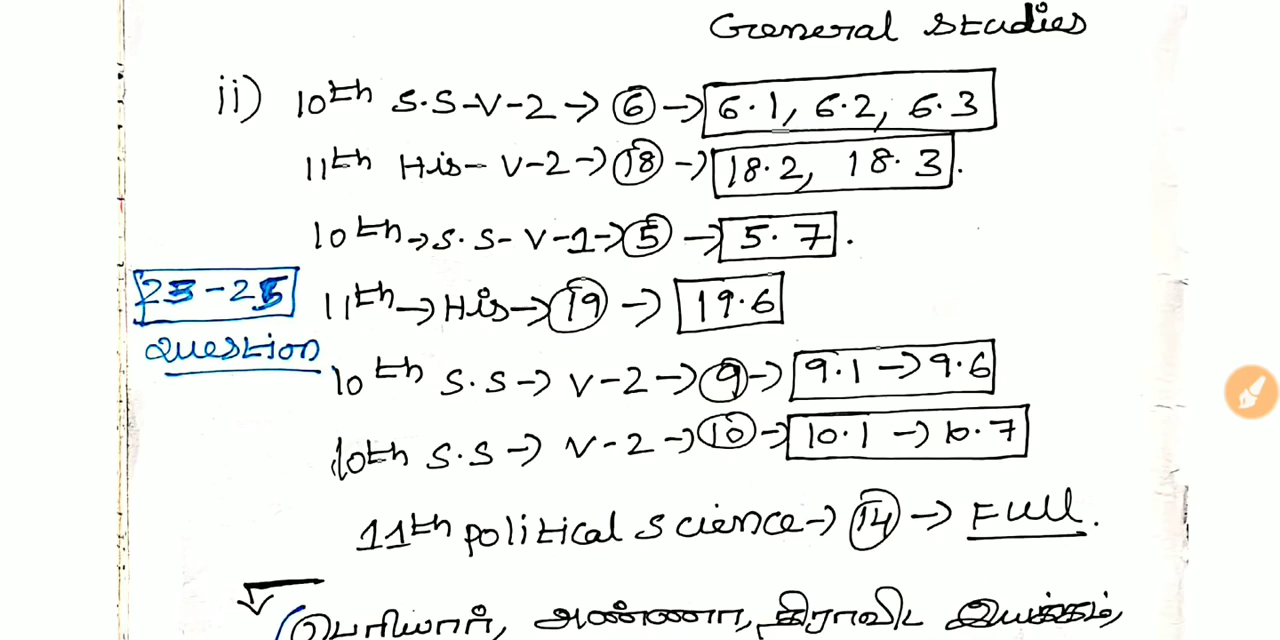 General Studies
ii) 10th S.S-V-2 → 6 → 6.1, 6.2, 6.3
11th His- V-2 → 18 → 18.2, 18.3.
10th → S.S- V-1 → 5 → 5.7.
23-25
Question
11th → His → 19 → 19.6
10th S.S → V-2 → 9 → 9.1 → 9.6
10th S.S → V-2 → 10 → 10.1 → 10.7
11th political science → 14 → Full.
பெரியார், அண்ணா, திராவிட இயக்கம்,